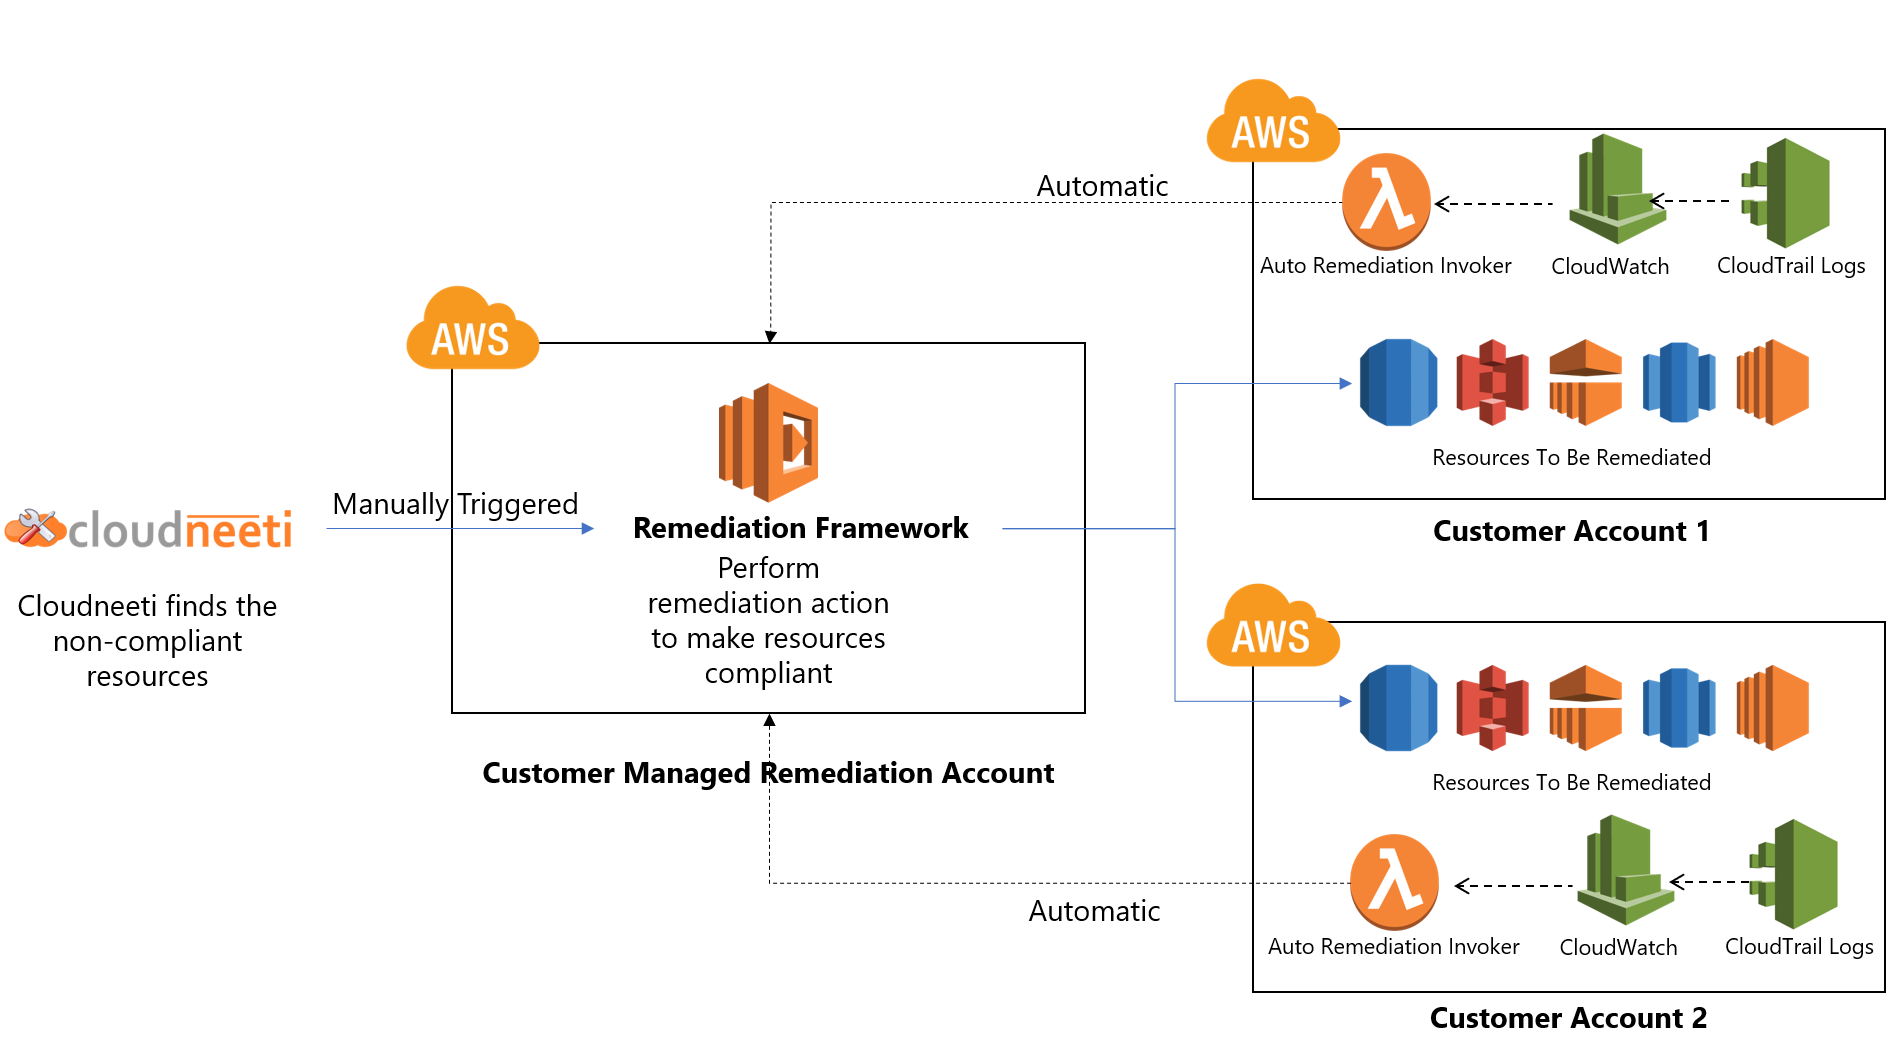 AWS
Automatic
Auto Remediation Invoker
CloudWatch
CloudTrail Logs
Resources To Be Remediated
Customer Account 1
AWS
Manually Triggered
cloudneeti
Cloudneeti finds the
non-compliant
resources
Remediation Framework
Perform
remediation action
to make resources
compliant
Customer Managed Remediation Account
AWS
Resources To Be Remediated
Automatic
Auto Remediation Invoker
CloudWatch
CloudTrail Logs
Customer Account 2